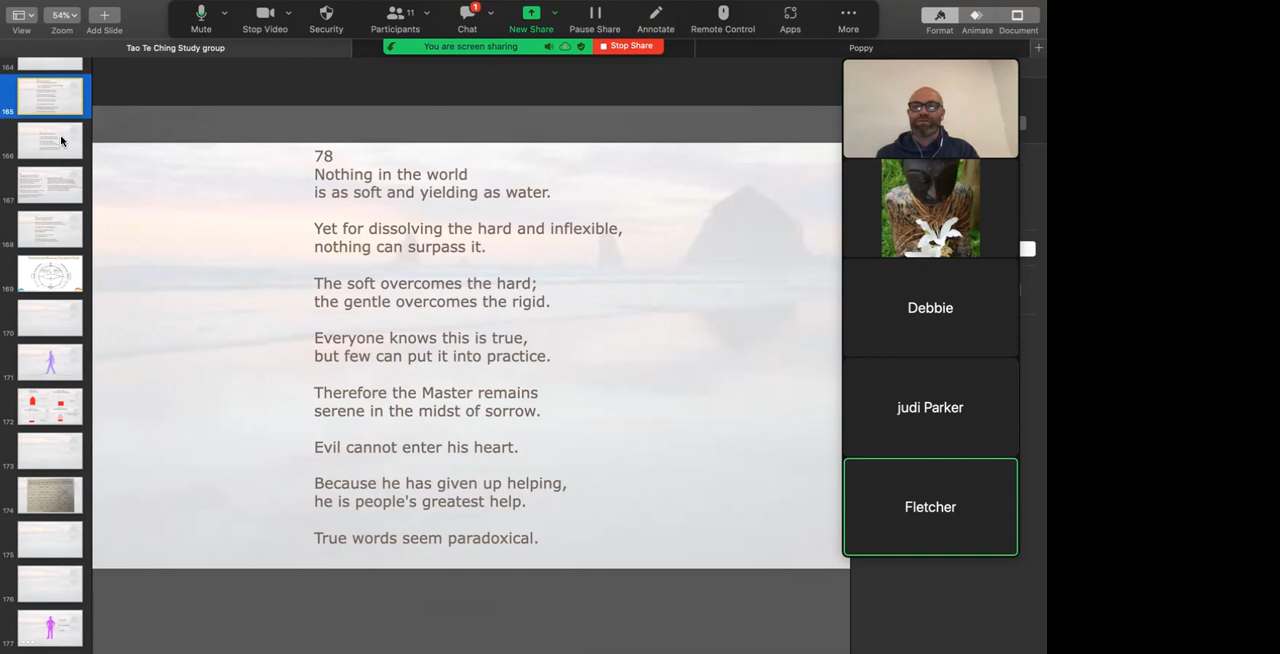 54%
11
1
View
Zoom
Add Slide
Mute
Stop Video
Security
Participants
Chat
New Share
Pause Share
Annotate
Remote Control
Apps
More
Format
Animate
Document
Tao Te Ching Study group
You are screen sharing
Stop Share
Poppy
164
165
166
167
168
169
170
171
172
173
174
175
176
177
78
Nothing in the world
is as soft and yielding as water.
Yet for dissolving the hard and inflexible,
nothing can surpass it.
The soft overcomes the hard;
the gentle overcomes the rigid.
Everyone knows this is true,
but few can put it into practice.
Therefore the Master remains
serene in the midst of sorrow.
Evil cannot enter his heart.
Because he has given up helping,
he is people's greatest help.
True words seem paradoxical.
Debbie
judi Parker
Fletcher